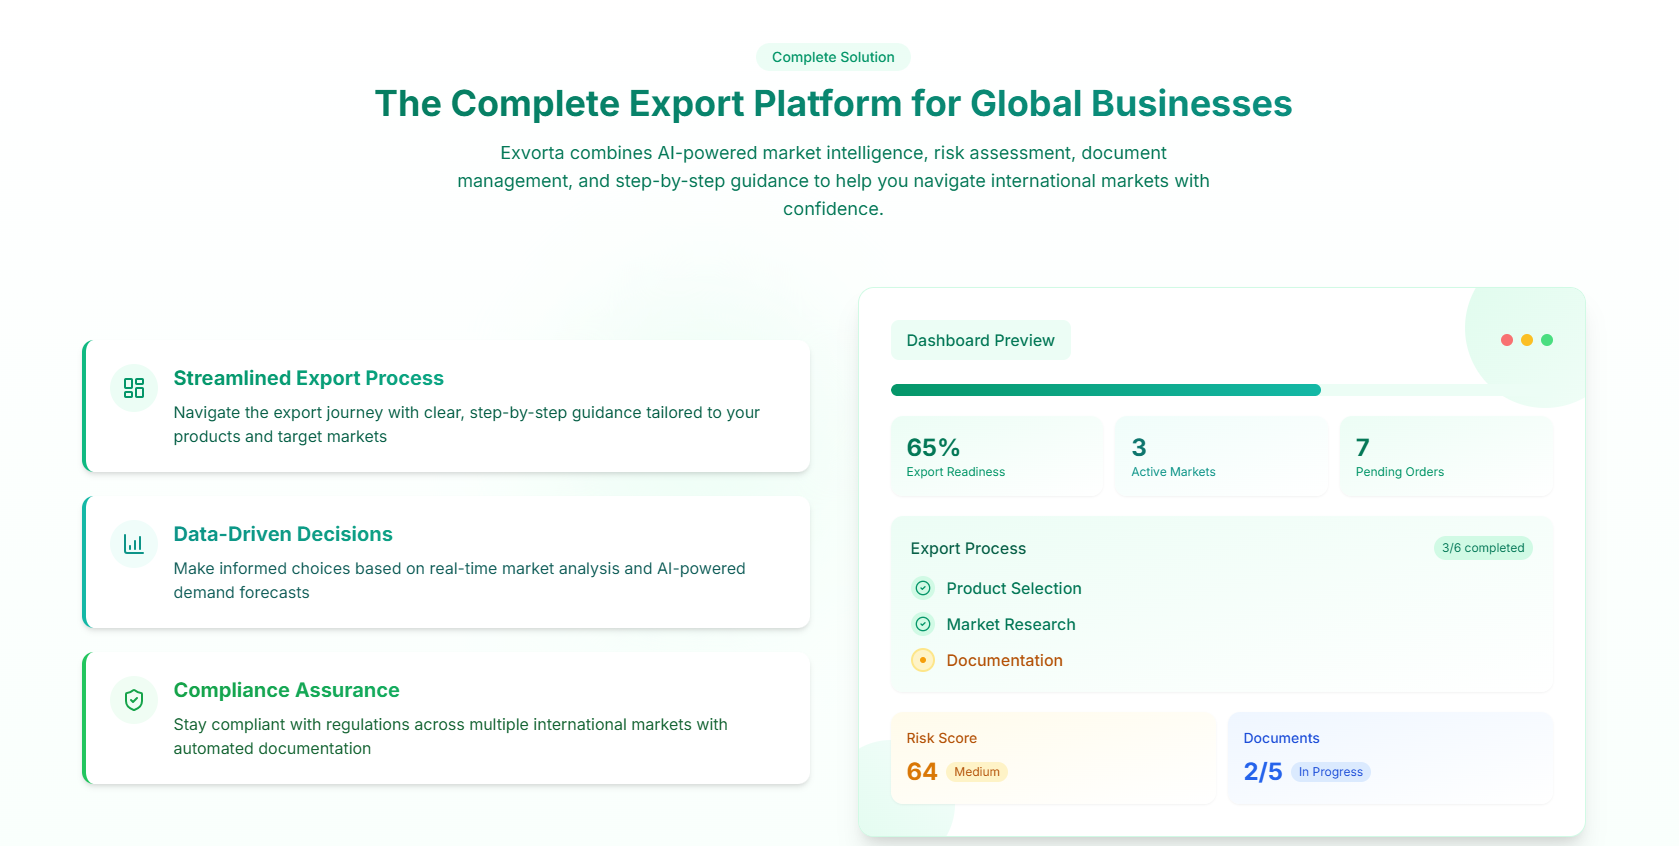 Complete Solution
The Complete Export Platform for Global Businesses
Exvorta combines AI-powered market intelligence, risk assessment, document
management, and step-by-step guidance to help you navigate international markets with
confidence.
Streamlined Export Process
Navigate the export journey with clear, step-by-step guidance tailored to your
products and target markets
Data-Driven Decisions
Make informed choices based on real-time market analysis and AI-powered
demand forecasts
Compliance Assurance
Stay compliant with regulations across multiple international markets with
automated documentation
Dashboard Preview
65%
Export Readiness
3
Active Markets
7
Pending Orders
Export Process
3/6 completed
Product Selection
Market Research
Documentation
Risk Score
64 Medium
Documents
2/5 In Progress